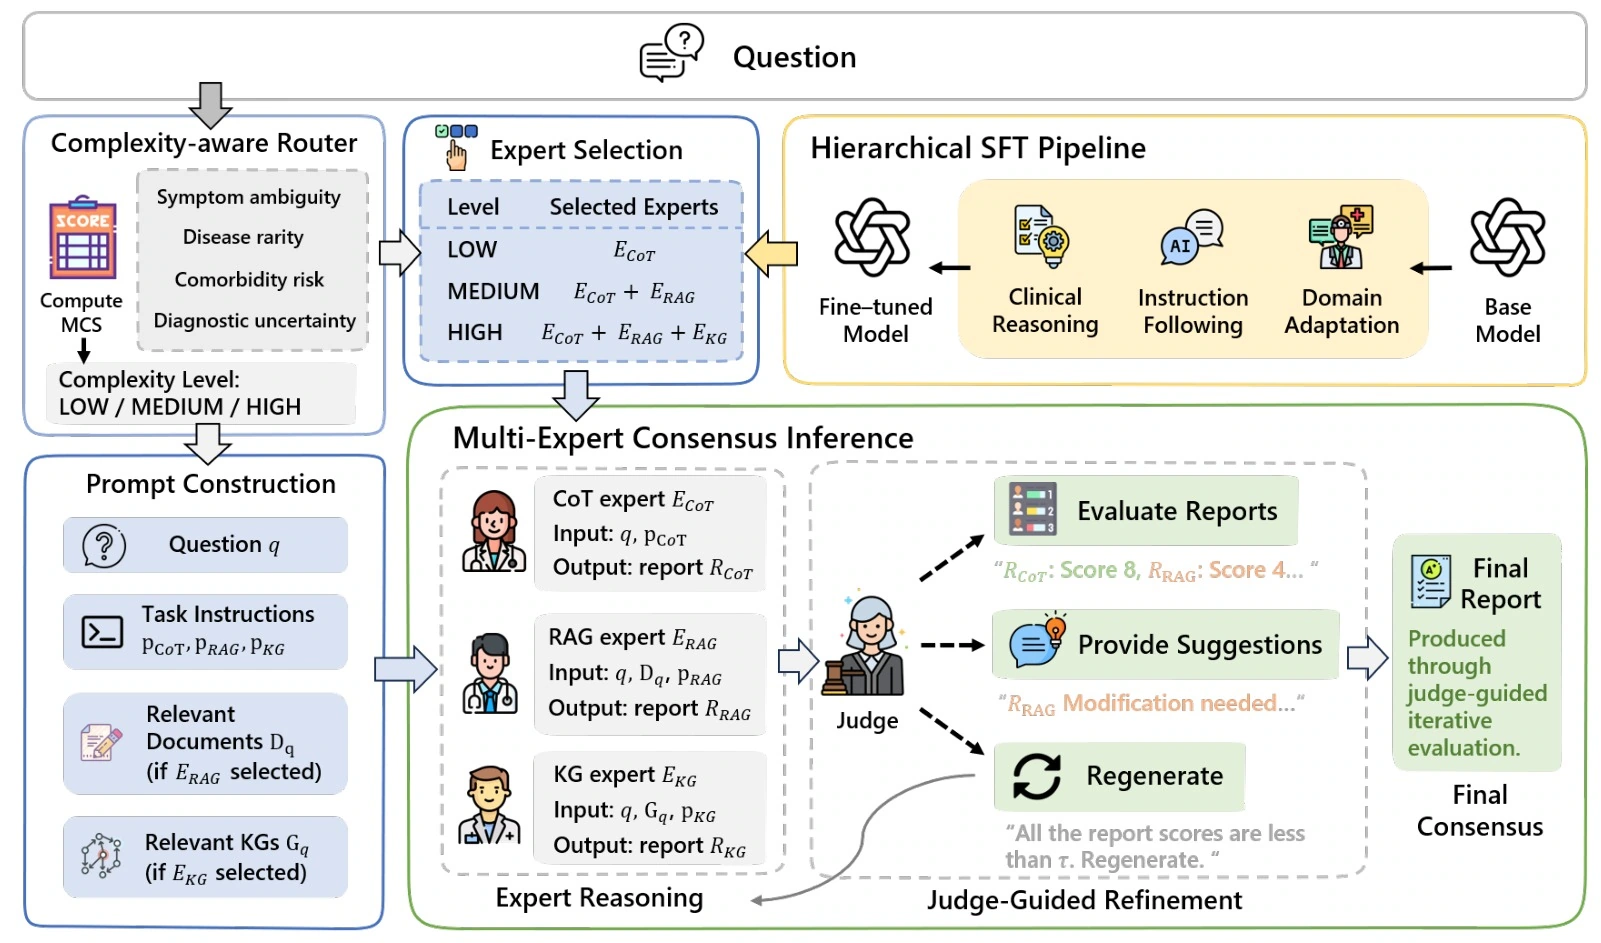 Question
Complexity-aware Router
SCORE
Compute
MCS
Symptom ambiguity
Disease rarity
Comorbidity risk
Diagnostic uncertainty
Complexity Level:
LOW / MEDIUM / HIGH
Expert Selection
Level Selected Experts
LOW E_CoT
MEDIUM E_CoT + E_RAG
HIGH E_CoT + E_RAG + E_KG
Hierarchical SFT Pipeline
Fine–tuned
Model
Clinical
Reasoning
AI
Instruction
Following
Domain
Adaptation
Base
Model
Prompt Construction
Question q
Task Instructions
p_CoT, p_RAG, p_KG
Relevant
Documents D_q
(if E_RAG selected)
Relevant KGs G_q
(if E_KG selected)
Multi-Expert Consensus Inference
CoT expert E_CoT
Input: q, p_CoT
Output: report R_CoT
RAG expert E_RAG
Input: q, D_q, p_RAG
Output: report R_RAG
KG expert E_KG
Input: q, G_q, p_KG
Output: report R_KG
Expert Reasoning
Judge
1
2
3
Evaluate Reports
“R_CoT: Score 8, R_RAG: Score 4... “
Provide Suggestions
“R_RAG Modification needed...“
Regenerate
“All the report scores are less
than τ. Regenerate. “
Judge-Guided Refinement
A+
Final
Report
Produced
through
judge-guided
iterative
evaluation.
Final
Consensus